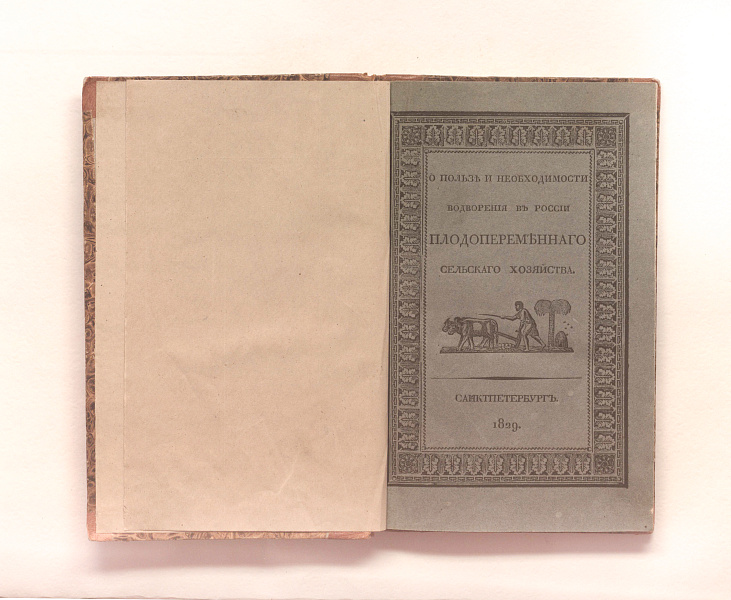 О ПОЛЬЗѢ И НЕОБХОДИМОСТИ
ВОДВОРЕНІЯ ВЪ РОССІИ
ПЛОДОПЕРЕМѢННАГО
СЕЛЬСКАГО ХОЗЯЙСТВА.
САНКТПЕТЕРБУРГЪ.
1829.